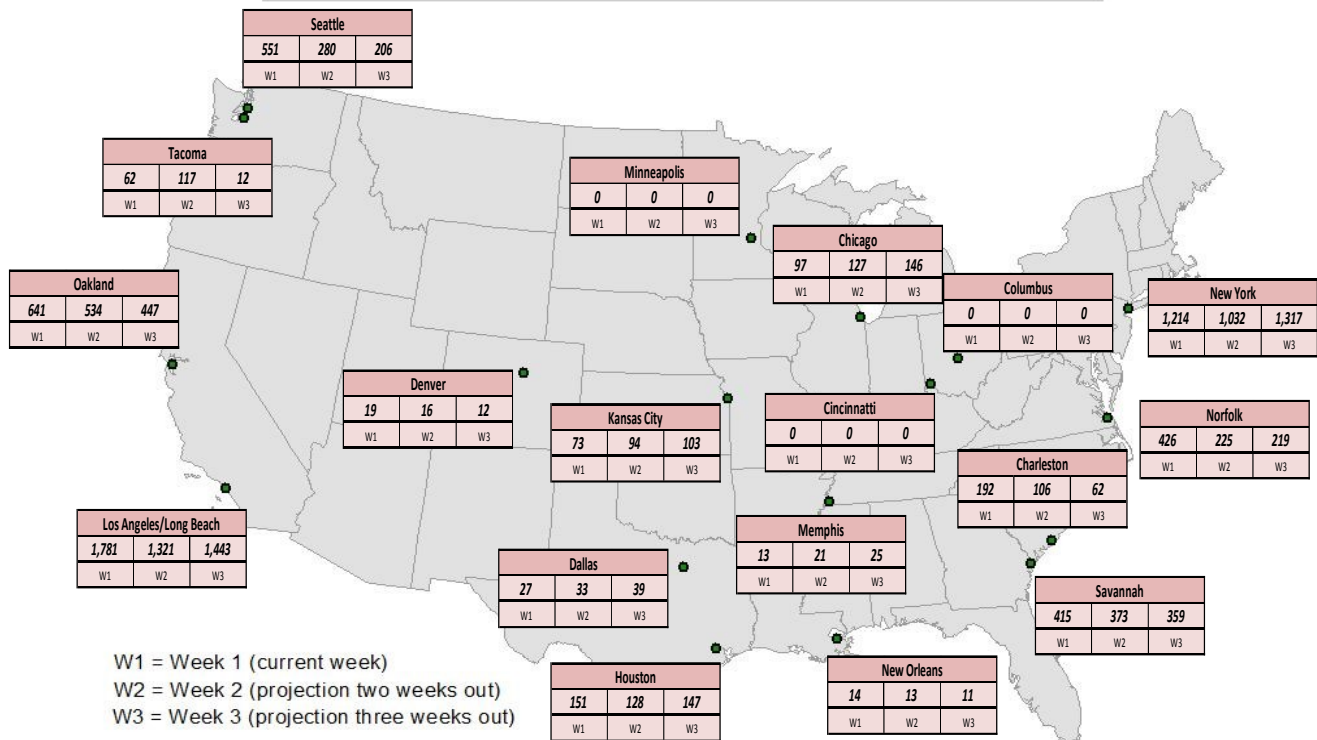 Seattle
551 280 206
W1 W2 W3
Tacoma
62 117 12
W1 W2 W3
Minneapolis
0 0 0
W1 W2 W3
Chicago
97 127 146
W1 W2 W3
Oakland
641 534 447
W1 W2 W3
Columbus
0 0 0
W1 W2 W3
New York
1,214 1,032 1,317
W1 W2 W3
Denver
19 16 12
W1 W2 W3
Kansas City
73 94 103
W1 W2 W3
Cincinnatti
0 0 0
W1 W2 W3
Norfolk
426 225 219
W1 W2 W3
Charleston
192 106 62
W1 W2 W3
Los Angeles/Long Beach
1,781 1,321 1,443
W1 W2 W3
Memphis
13 21 25
W1 W2 W3
Dallas
27 33 39
W1 W2 W3
Savannah
415 373 359
W1 W2 W3
Houston
151 128 147
W1 W2 W3
New Orleans
14 13 11
W1 W2 W3
W1 = Week 1 (current week)
W2 = Week 2 (projection two weeks out)
W3 = Week 3 (projection three weeks out)